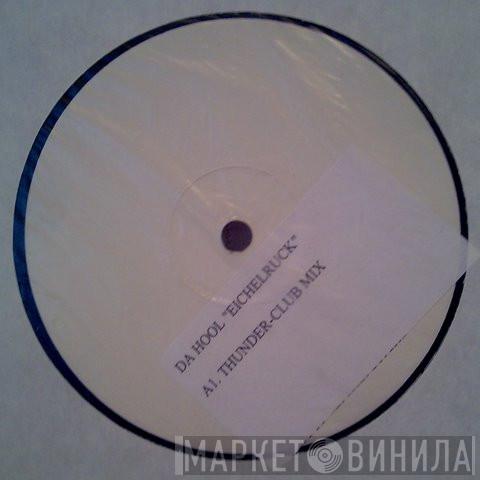 DA HOOL "EICHELRUCK"
A1. THUNDER-CLUB MIX
МАРКЕТ ВИНИЛА